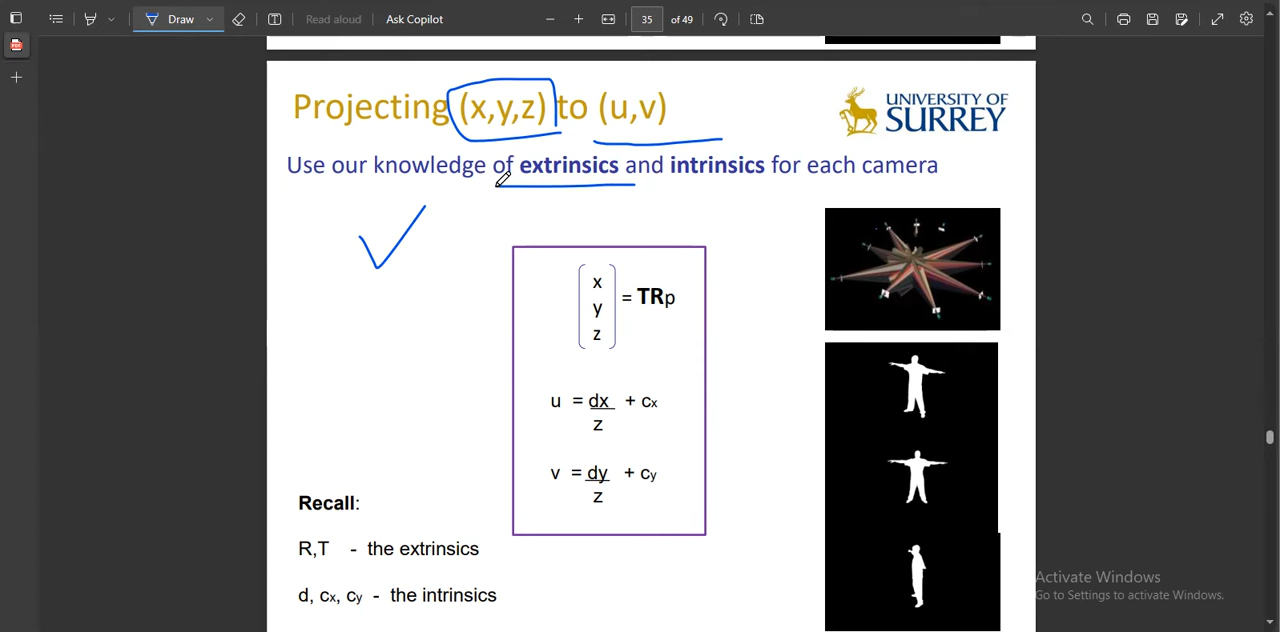 Draw
Read aloud
Ask Copilot
35 of 49
Projecting (x,y,z) to (u,v)
UNIVERSITY OF
SURREY
Use our knowledge of extrinsics and intrinsics for each camera
x
y = TRp
z
u = dx + cx
z
v = dy + cy
z
Recall:
R,T - the extrinsics
d, cx, cy - the intrinsics
Activate Windows
Go to Settings to activate Windows.